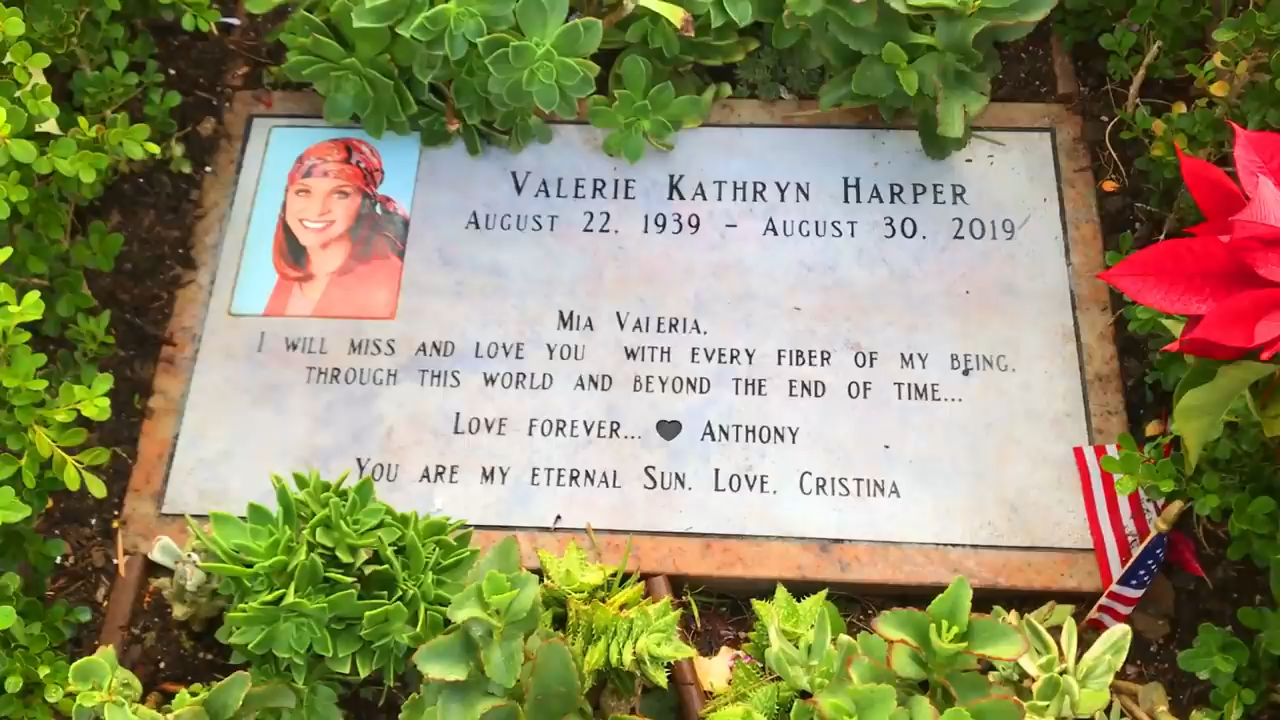 Valerie Kathryn Harper
August 22, 1939 – August 30, 2019
Mia Valeria,
I will miss and love you with every fiber of my being,
through this world and beyond the end of time...
Love forever... ♥ Anthony
You are my eternal Sun. Love, Cristina